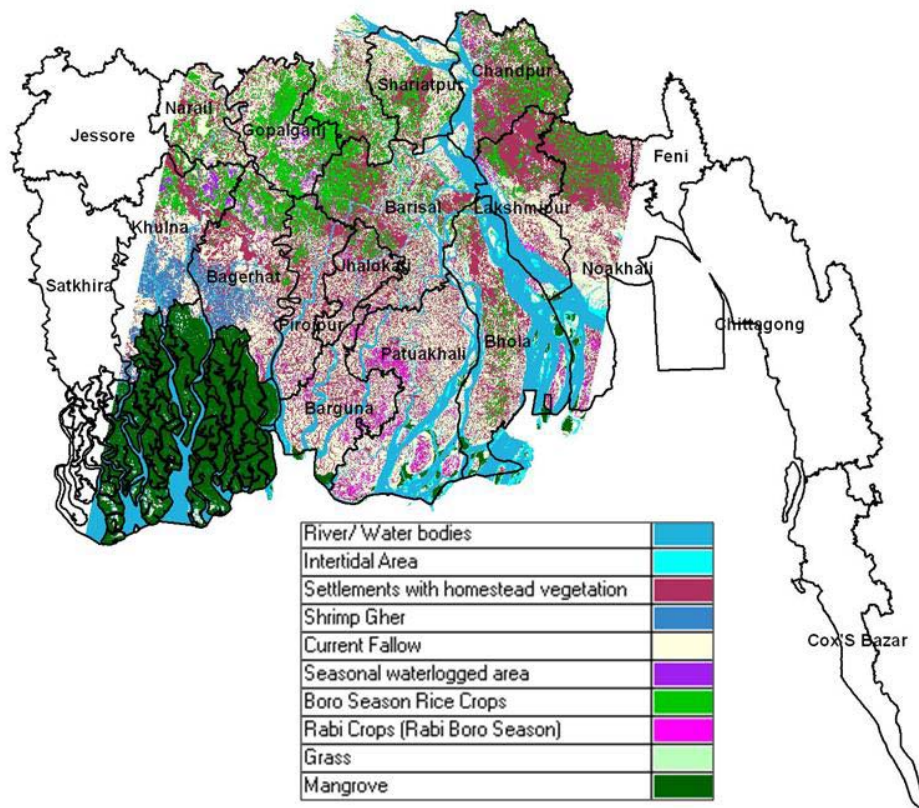 Chandpur
Shariatpur
Narail
Gopalganj
Jessore
Feni
Barisal
Lakshmipur
Khulna
Jhalokati
Bagerhat
Noakhali
Satkhira
Pirojpur
Chittagong
Bhola
Patuakhali
Barguna
River/ Water bodies
Intertidal Area
Settlements with homestead vegetation
Shrimp Gher
Current Fallow
Seasonal waterlogged area
Boro Season Rice Crops
Rabi Crops (Rabi Boro Season)
Grass
Mangrove
Cox'S Bazar